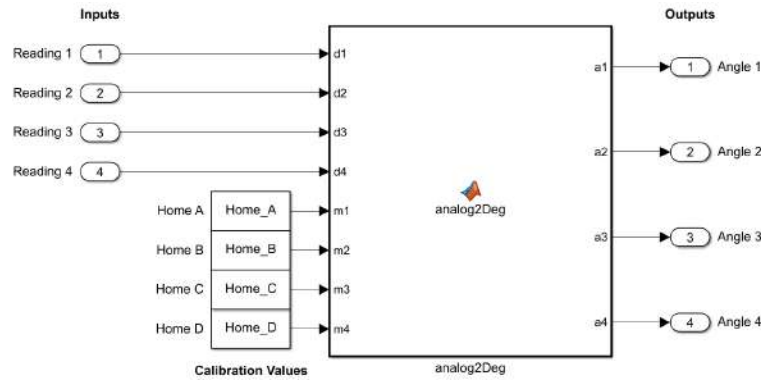 Inputs
Outputs
Reading 1 1 d1
a1 1 Angle 1
Reading 2 2 d2
Reading 3 3 d3
a2 2 Angle 2
Reading 4 4 d4
analog2Deg
Home A Home_A m1
a3 3 Angle 3
Home B Home_B m2
Home C Home_C m3
Home D Home_D m4
a4 4 Angle 4
Calibration Values
analog2Deg